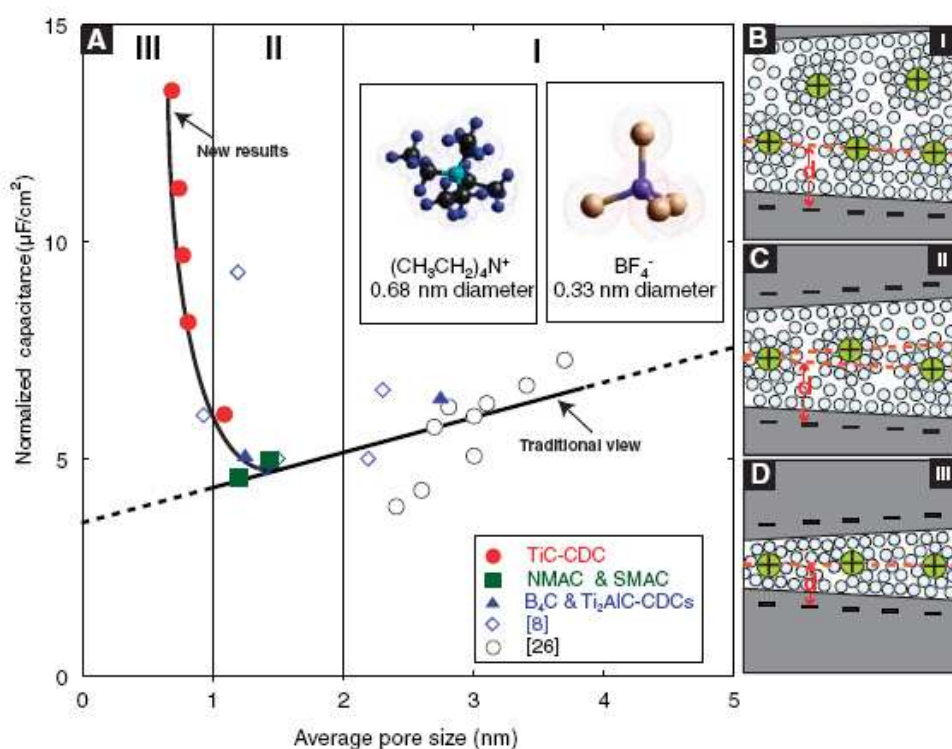 A
III
II
I
15
10
5
0
Normalized capacitance(µF/cm²)
New results
(CH₃CH₂)₄N⁺
0.68 nm diameter
BF₄⁻
0.33 nm diameter
Traditional view
TiC-CDC
NMAC & SMAC
B₄C & Ti₂AlC-CDCs
[8]
[26]
0 1 2 3 4 5
Average pore size (nm)
B
I
d
C
II
d
D
III
d